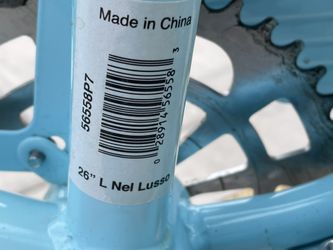 Made in China
56558P7
0 28914 56558 3
26" L Nel Lusso